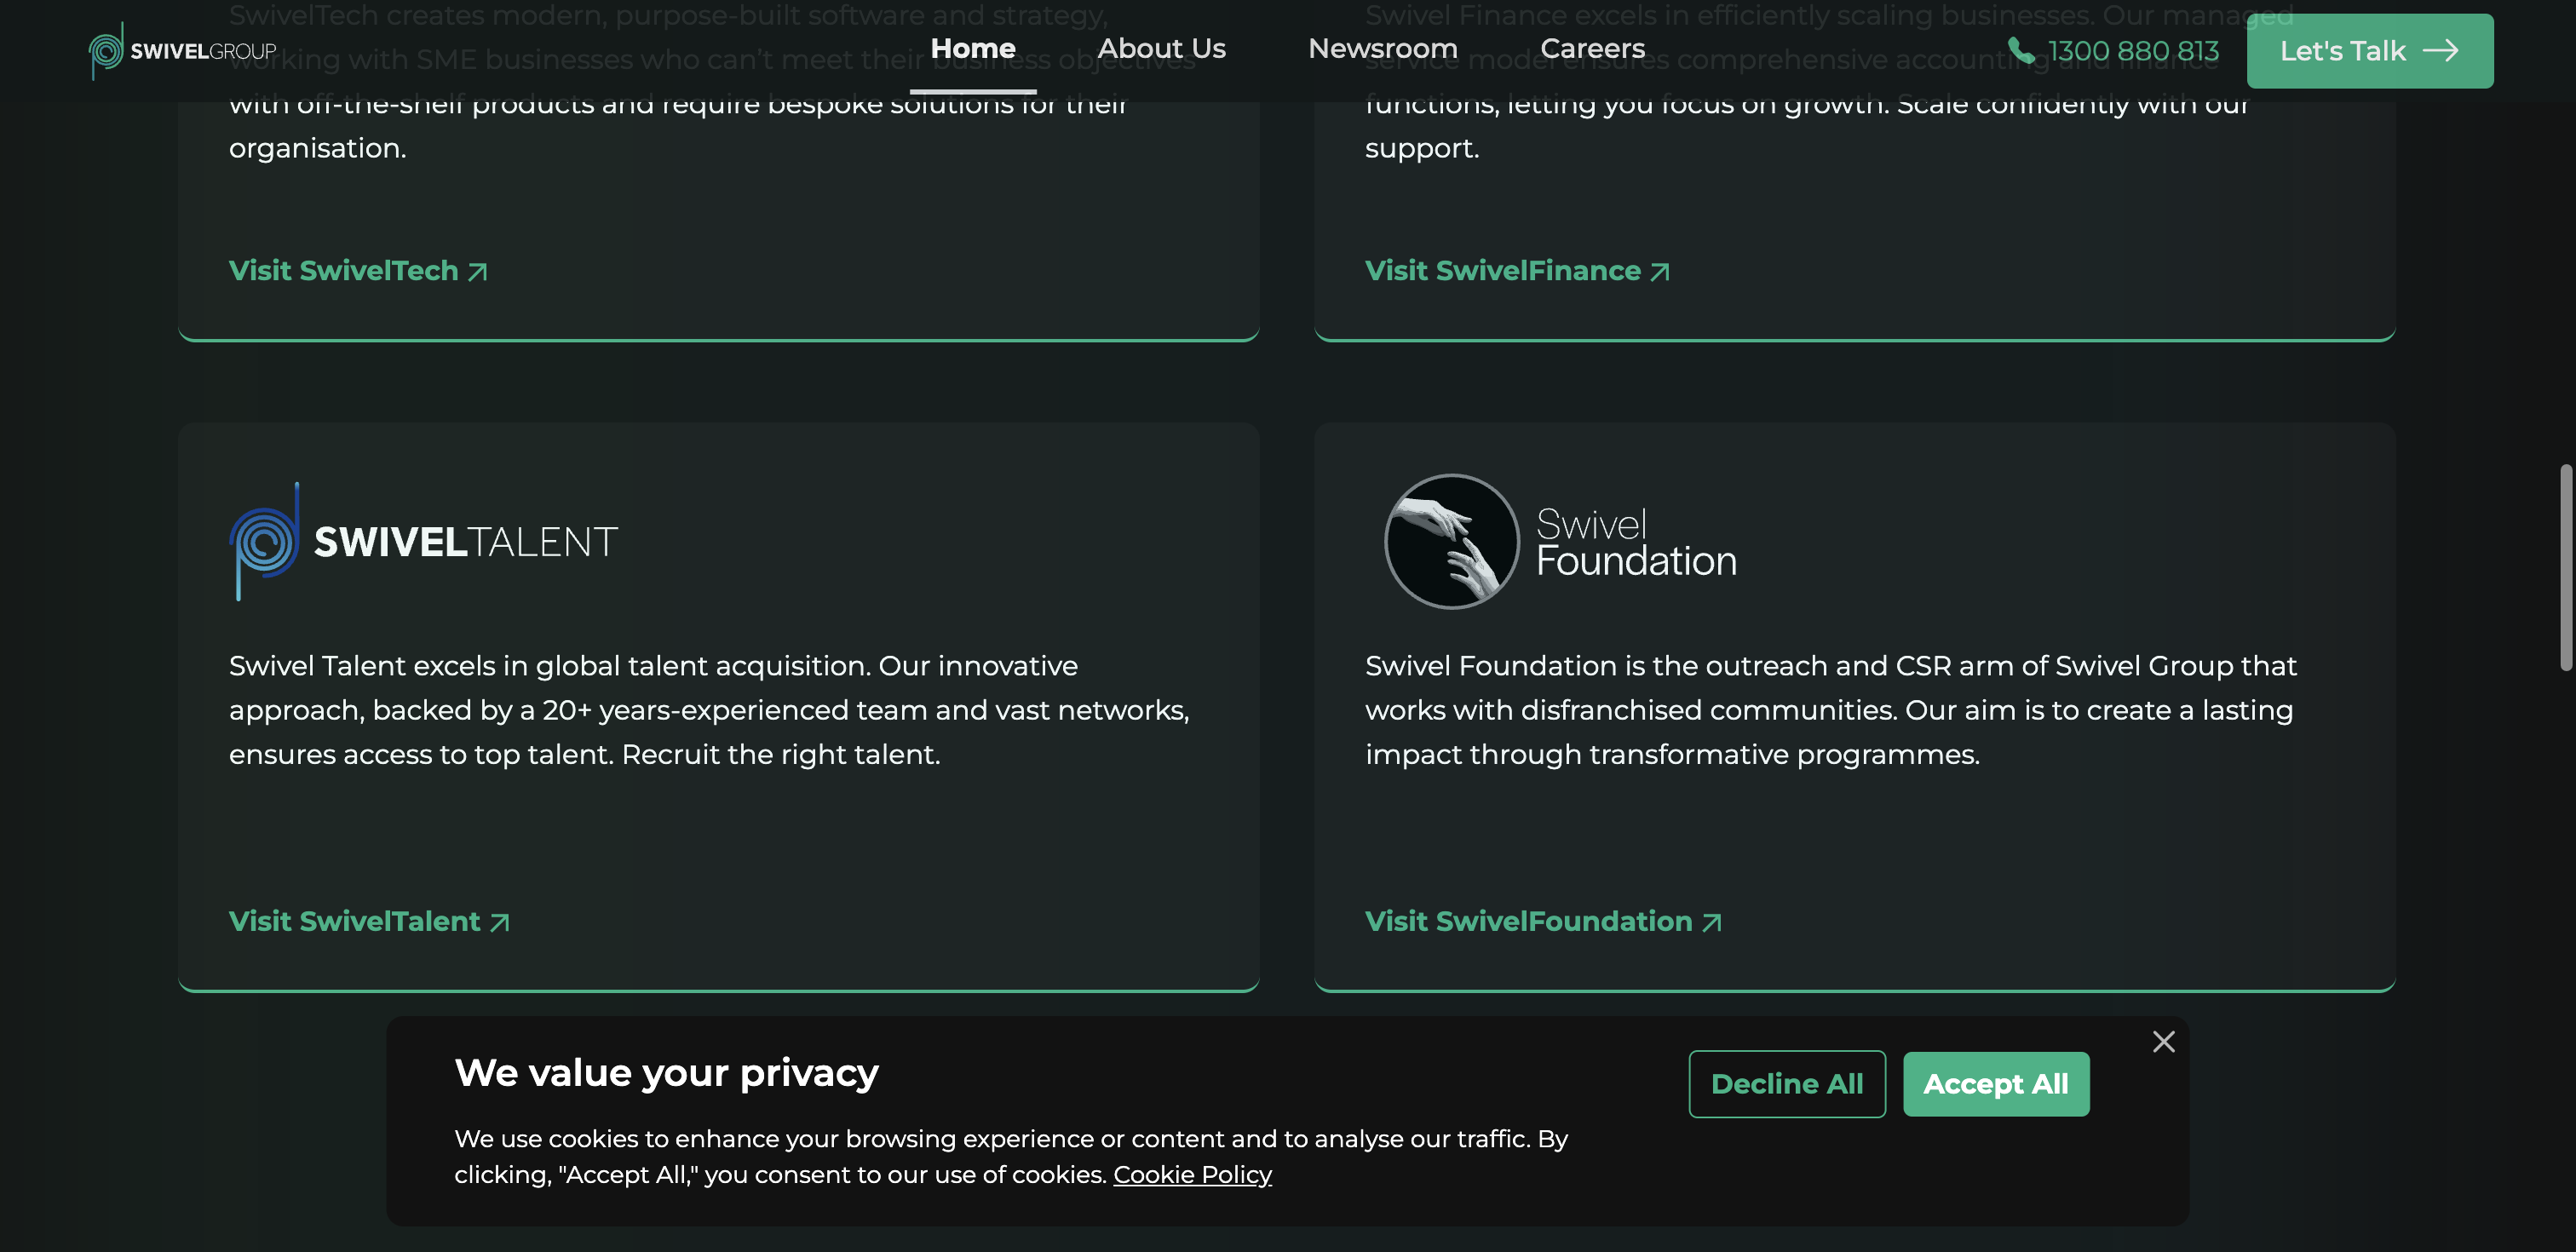 SWIVELGROUP
Home
About Us
Newsroom
Careers
1300 880 813
Let's Talk
SwivelTech creates modern, purpose-built software and strategy,
working with SME businesses who can't meet their business objectives
with off-the-shelf products and require bespoke solutions for their
organisation.
Visit SwivelTech
Swivel Finance excels in efficiently scaling businesses. Our managed
service model ensures comprehensive accounting and finance
functions, letting you focus on growth. Scale confidently with our
support.
Visit SwivelFinance
SWIVELTALENT
Swivel Talent excels in global talent acquisition. Our innovative
approach, backed by a 20+ years-experienced team and vast networks,
ensures access to top talent. Recruit the right talent.
Visit SwivelTalent
Swivel
Foundation
Swivel Foundation is the outreach and CSR arm of Swivel Group that
works with disfranchised communities. Our aim is to create a lasting
impact through transformative programmes.
Visit SwivelFoundation
We value your privacy
We use cookies to enhance your browsing experience or content and to analyse our traffic. By
clicking, "Accept All," you consent to our use of cookies. Cookie Policy
Decline All
Accept All